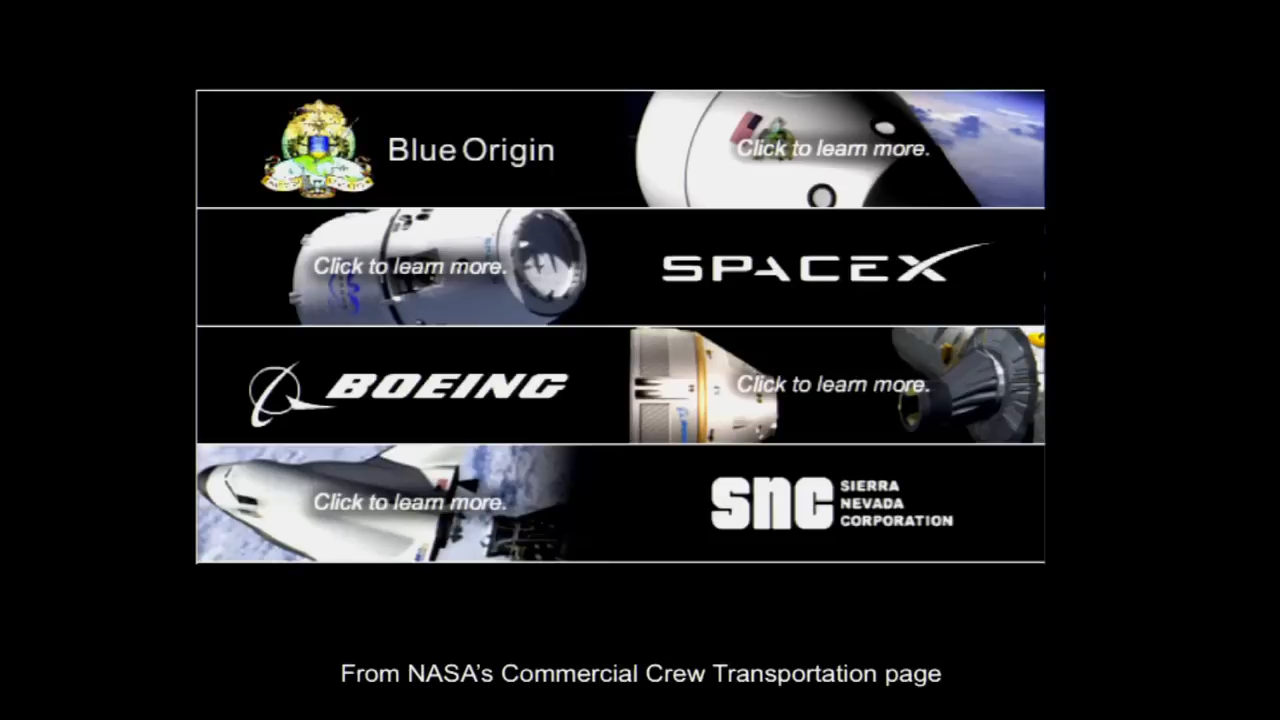 Blue Origin
Click to learn more.
Click to learn more.
SPACEX
BOEING
Click to learn more.
Click to learn more.
snc
SIERRA
NEVADA
CORPORATION
From NASA's Commercial Crew Transportation page